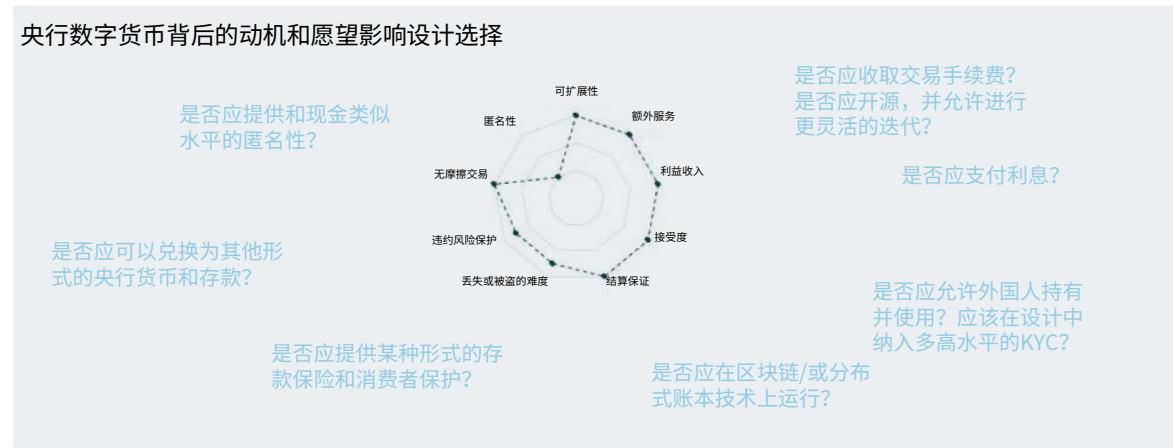 央行数字货币背后的动机和愿望影响设计选择
是否应收取交易手续费？
是否应开源，并允许进行
更灵活的迭代？
可扩展性
是否应提供和现金类似
水平的匿名性？
匿名性
额外服务
无摩擦交易
利益收入
是否应支付利息？
违约风险保护
接受度
是否应可以兑换为其他形
式的央行货币和存款？
丢失或被盗的难度
结算保证
是否应允许外国人持有
并使用？应该在设计中
纳入多高水平的KYC？
是否应提供某种形式的存
款保险和消费者保护？
是否应在区块链/或分布
式账本技术上运行？